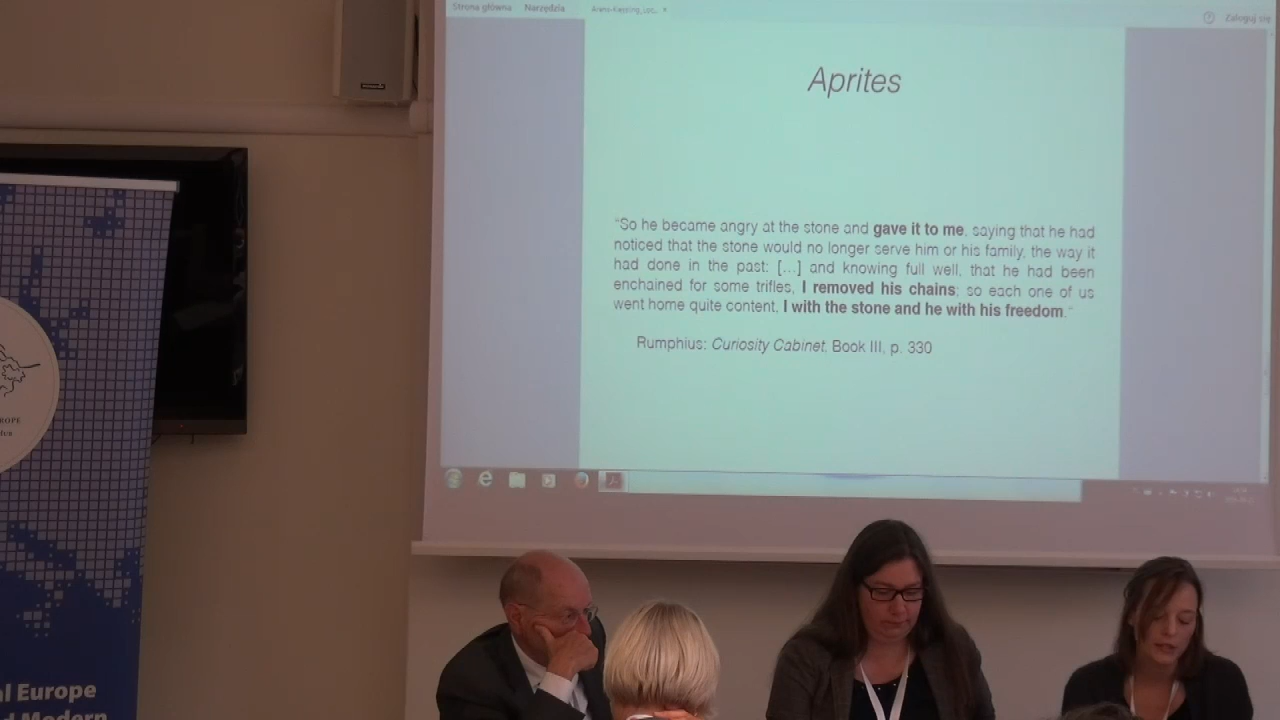 Strona główna Narzędzia Arens-Kiessling_Loc... ×
Zaloguj się
Aprites
"So he became angry at the stone and gave it to me, saying that he had
noticed that the stone would no longer serve him or his family, the way it
had done in the past: [...] and knowing full well, that he had been
enchained for some trifles, I removed his chains; so each one of us
went home quite content, I with the stone and he with his freedom."
Rumphius: Curiosity Cabinet, Book III, p. 330
UROPE
al Europe
d Modern